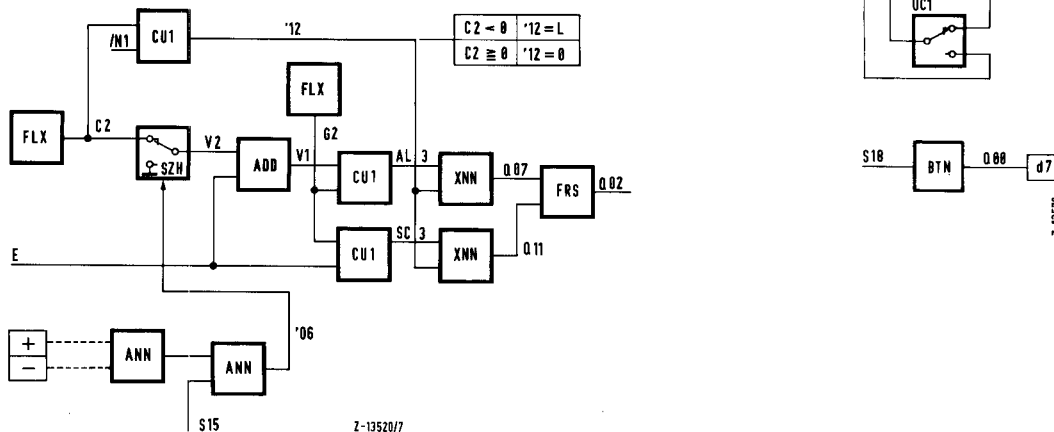 '12
/N1
CU1
C2 < 0 '12=L
C2 ≧ 0 '12=0
FLX
G2
FLX
C2
SZH
V2
ADD
V1
CU1
AL 3
XNN
Q07
FRS
Q02
E
CU1
SC 3
XNN
Q11
'06
+
-
ANN
ANN
S15
Z-13520/7
UC1
S18
BTN
Q00
d7